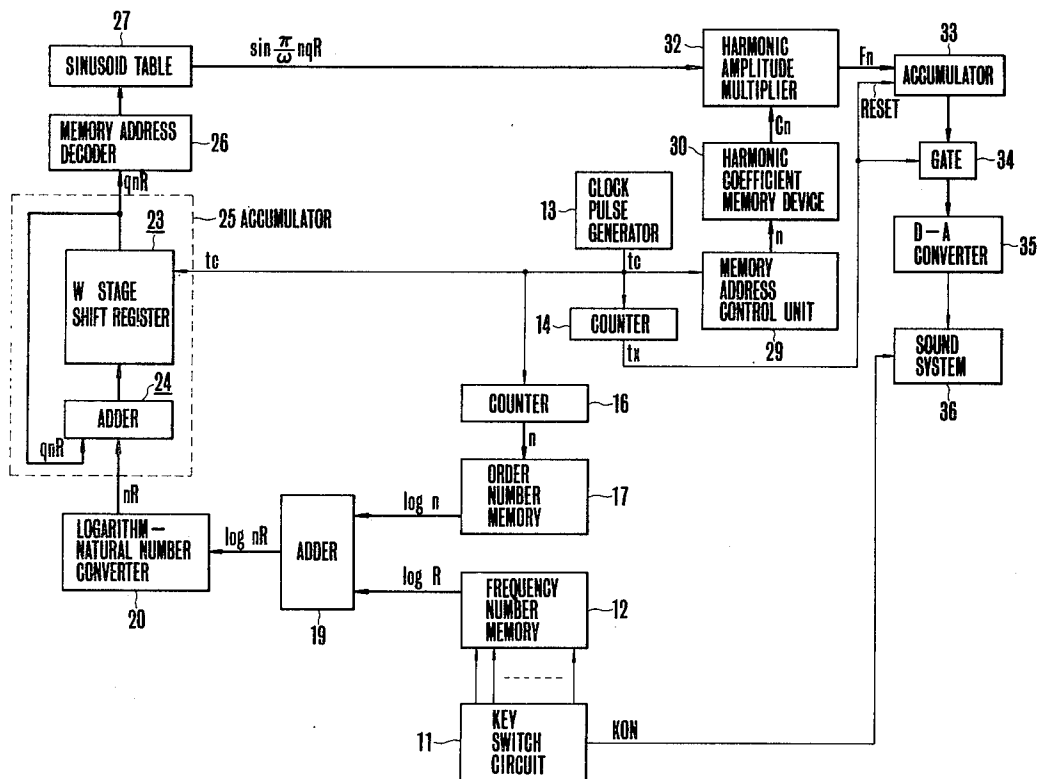 27
SINUSOID TABLE
sin π/ω nqR
32
HARMONIC
AMPLITUDE
MULTIPLIER
Fn
33
ACCUMULATOR
RESET
MEMORY ADDRESS
DECODER
26
qnR
Cn
30
HARMONIC
COEFFICIENT
MEMORY DEVICE
GATE
34
25 ACCUMULATOR
13
CLOCK
PULSE
GENERATOR
n
D-A
CONVERTER
35
23
W STAGE
SHIFT REGISTER
tc
tc
MEMORY
ADDRESS
CONTROL UNIT
29
14
COUNTER
tx
SOUND
SYSTEM
36
24
ADDER
qnR
COUNTER
16
n
nR
ORDER
NUMBER
MEMORY
17
log n
LOGARITHM-
NATURAL NUMBER
CONVERTER
20
log nR
ADDER
19
log R
FREQUENCY
NUMBER
MEMORY
12
11
KEY
SWITCH
CIRCUIT
KON